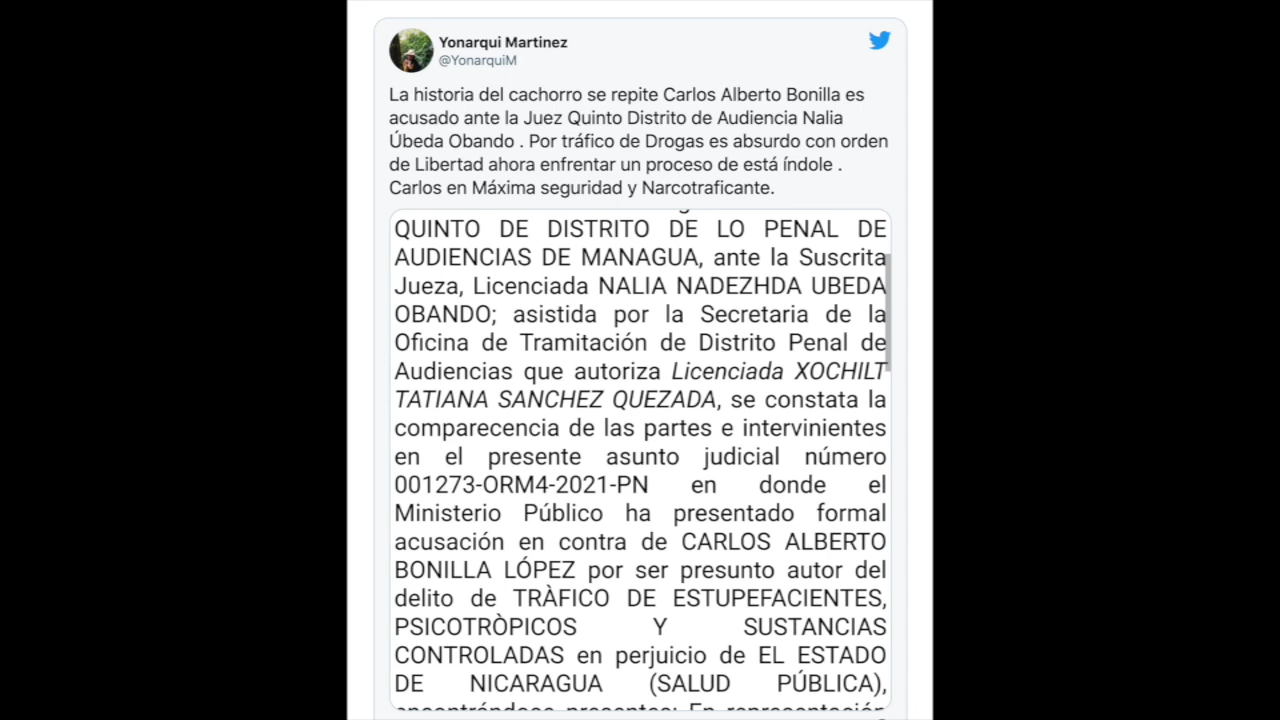 Yonarqui Martinez
@YonarquiM
La historia del cachorro se repite Carlos Alberto Bonilla es
acusado ante la Juez Quinto Distrito de Audiencia Nalia
Úbeda Obando . Por tráfico de Drogas es absurdo con orden
de Libertad ahora enfrentar un proceso de está índole .
Carlos en Máxima seguridad y Narcotraficante.
QUINTO DE DISTRITO DE LO PENAL DE
AUDIENCIAS DE MANAGUA, ante la Suscrita
Jueza, Licenciada NALIA NADEZHDA UBEDA
OBANDO; asistida por la Secretaria de la
Oficina de Tramitación de Distrito Penal de
Audiencias que autoriza Licenciada XOCHILT
TATIANA SANCHEZ QUEZADA, se constata la
comparecencia de las partes e intervinientes
en el presente asunto judicial número
001273-ORM4-2021-PN en donde el
Ministerio Público ha presentado formal
acusación en contra de CARLOS ALBERTO
BONILLA LÓPEZ por ser presunto autor del
delito de TRÀFICO DE ESTUPEFACIENTES,
PSICOTRÒPICOS Y SUSTANCIAS
CONTROLADAS en perjuicio de EL ESTADO
DE NICARAGUA (SALUD PÚBLICA),
encontrándose presentes: En representación